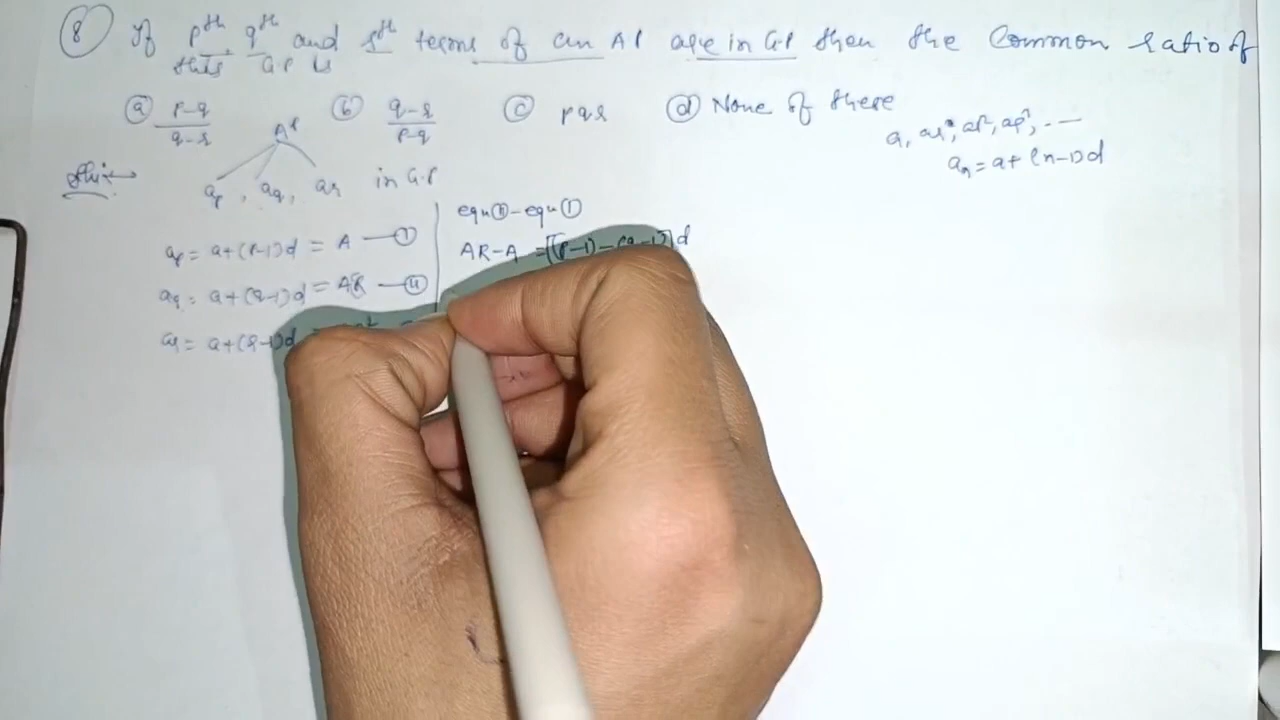 8 If pth, qth and rth terms of an AP are in GP then the Common ratio of
this GP is
(a) p-q/q-r (b) q-r/p-q (c) pqr (d) None of these
a, ar, ar², ar³, ...
Soln:→ AP
an = a+(n-1)d
ap, aq, ar in G.P
equ(II) - equ(I)
ap = a+(p-1)d = A —(I)
AR-A = [(p-1)-(q-1)]d
aq = a+(q-1)d = AR —(II)
ar = a+(r-1)d =